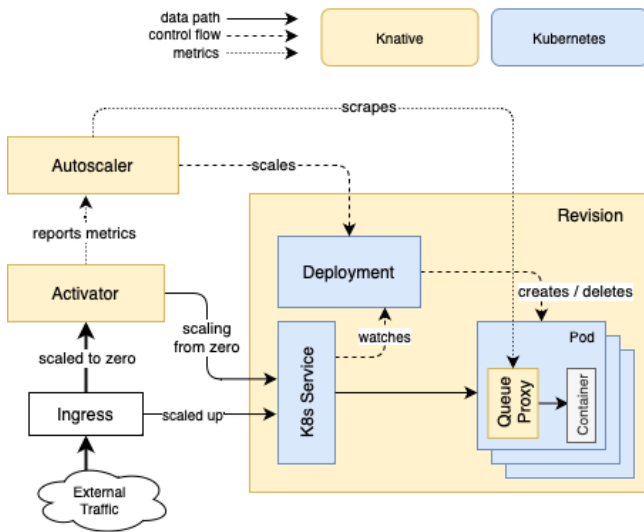 data path
control flow
metrics
Knative
Kubernetes
scrapes
Autoscaler
scales
Revision
reports metrics
Deployment
Activator
creates / deletes
scaling
from zero
watches
Pod
scaled to zero
K8s Service
Queue
Proxy
Container
Ingress
scaled up
External
Traffic